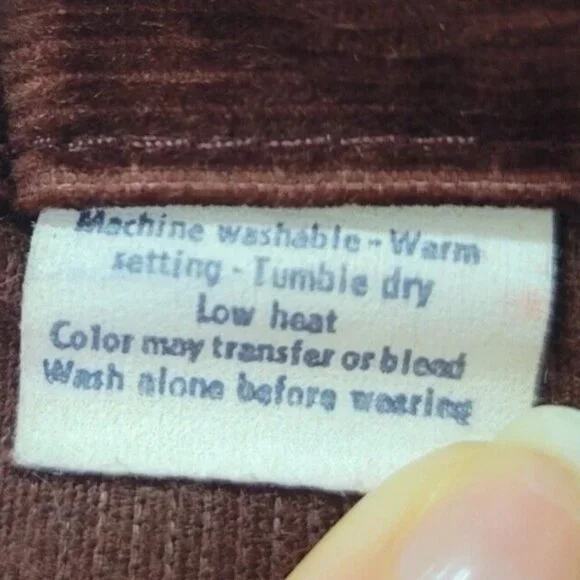 Machine washable - Warm
setting - Tumble dry
Low heat
Color may transfer or bleed
Wash alone before wearing